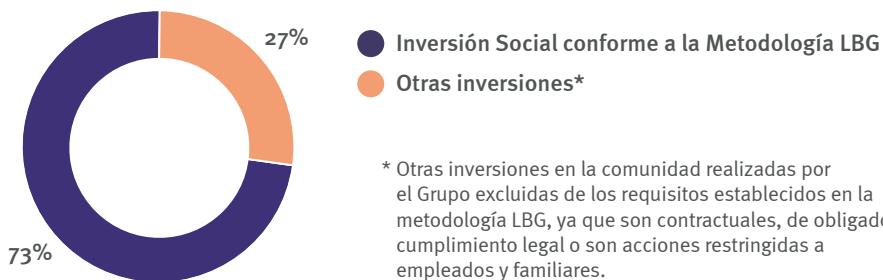 27%
Inversión Social conforme a la Metodología LBG
Otras inversiones*
* Otras inversiones en la comunidad realizadas por
el Grupo excluidas de los requisitos establecidos en la
metodología LBG, ya que son contractuales, de obligado
cumplimiento legal o son acciones restringidas a
empleados y familiares.
73%